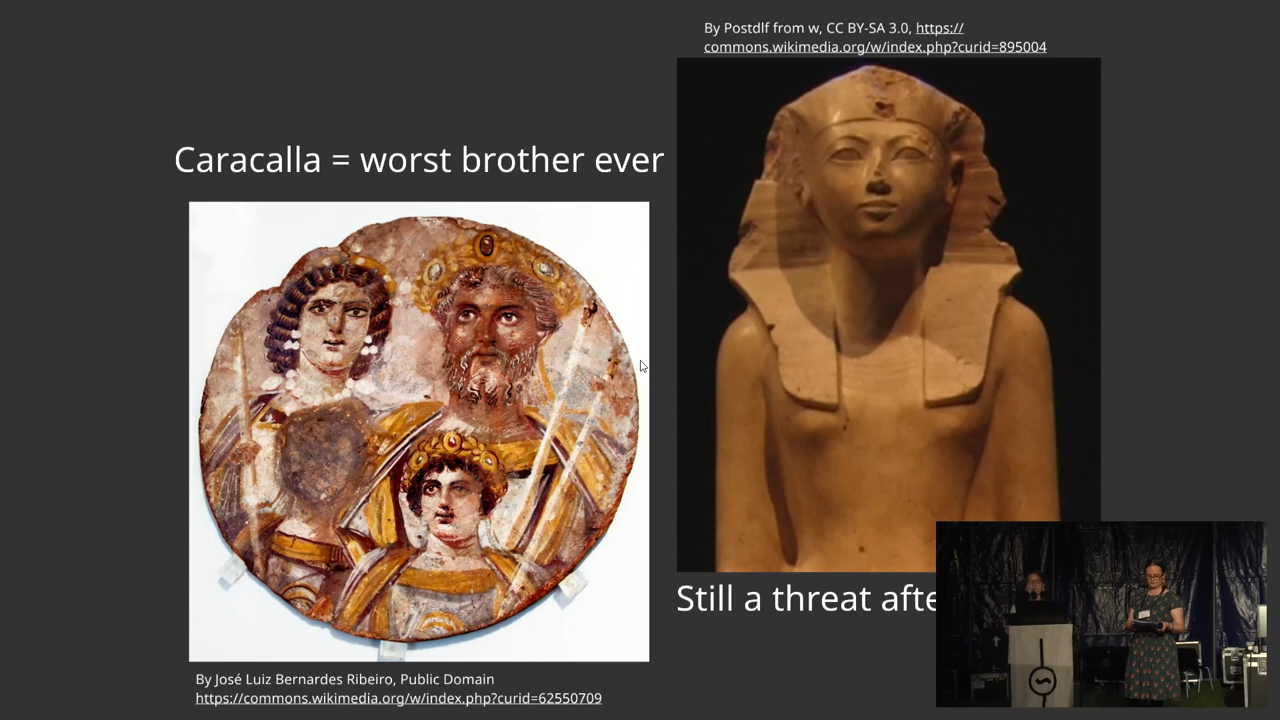 By Postdlf from w, CC BY-SA 3.0, https://
commons.wikimedia.org/w/index.php?curid=895004
Caracalla = worst brother ever
Still a threat afte
By José Luiz Bernardes Ribeiro, Public Domain
https://commons.wikimedia.org/w/index.php?curid=62550709